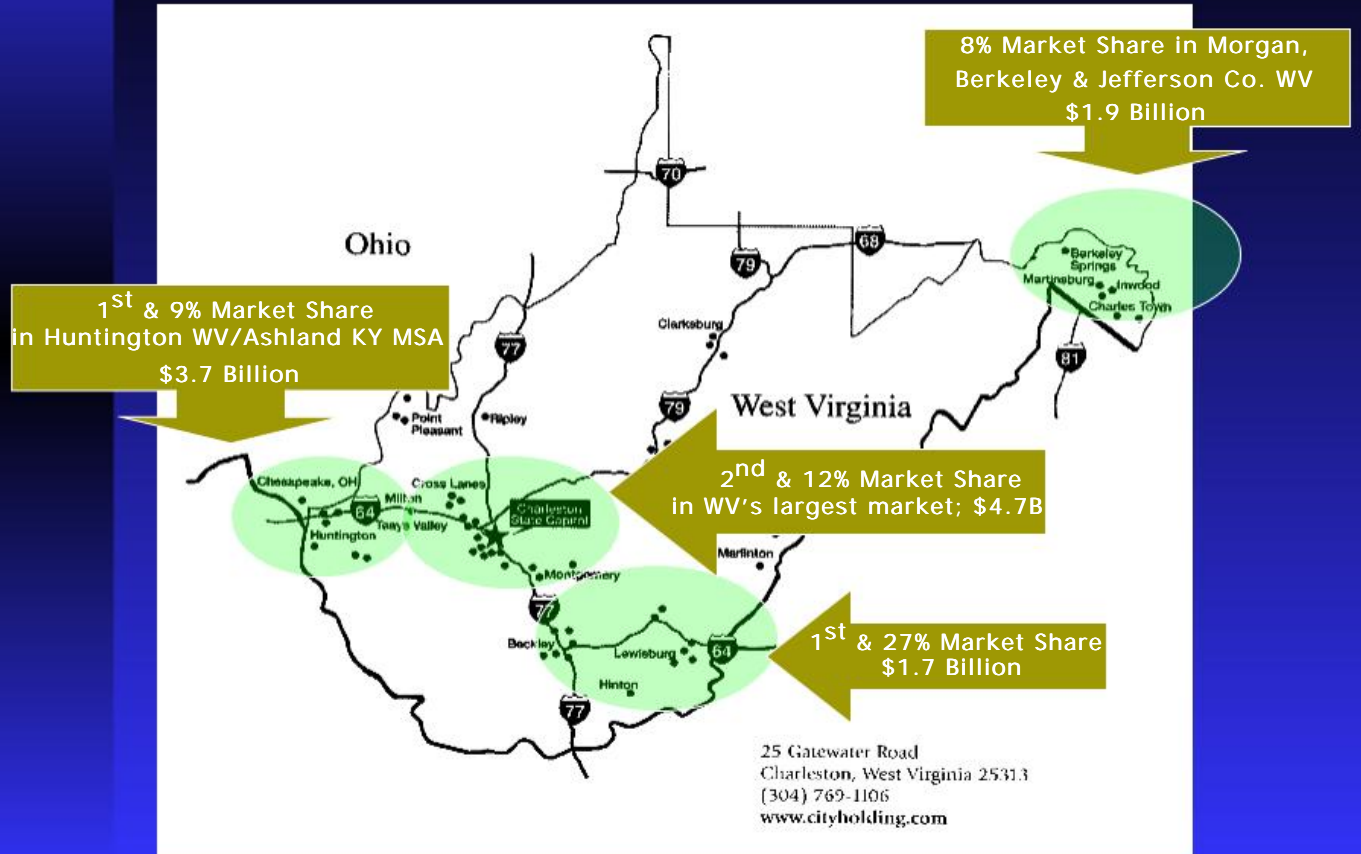 8% Market Share in Morgan,
Berkeley & Jefferson Co. WV
$1.9 Billion
70
Ohio
68
79
Berkeley
Springs
Martinsburg
Inwood
Charles Town
1st & 9% Market Share
in Huntington WV/Ashland KY MSA
$3.7 Billion
Clarksburg
77
81
79
West Virginia
Point
Pleasant
Ripley
2nd & 12% Market Share
in WV's largest market; $4.7B
Chesapeake, OH
Cross Lanes
Milton
64
Teays Valley
Charleston
State Capitol
Huntington
Marlinton
Montgomery
77
1st & 27% Market Share
$1.7 Billion
Beckley
Lewisburg
64
Hinton
77
25 Gatewater Road
Charleston, West Virginia 25313
(304) 769-1106
www.cityholding.com